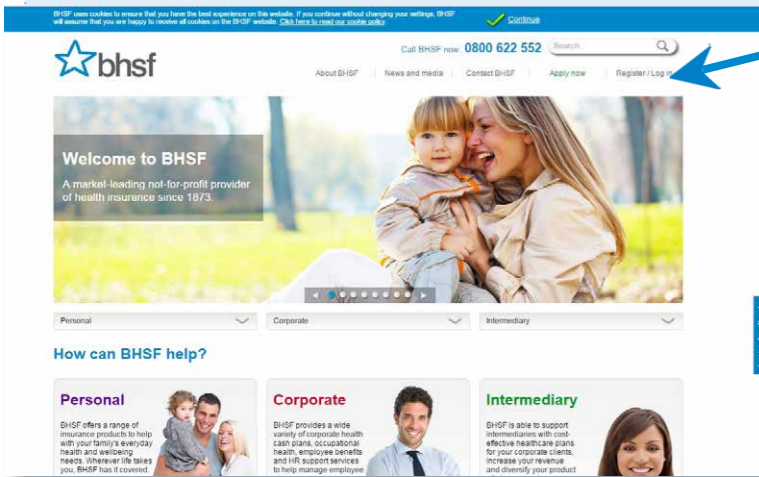 BHSF uses cookies to ensure that you have the best experience on this website. If you continue without changing your settings, BHSF
will assume that you are happy to receive all cookies on the BHSF website. Click here to read our cookie policy
Continue
bhsf
Call BHSF now: 0800 622 552
Search
About BHSF
News and media
Contact BHSF
Apply now
Register / Log in
Welcome to BHSF
A market-leading not-for-profit provider
of health insurance since 1873.
Personal
Corporate
Intermediary
How can BHSF help?
Personal
BHSF offers a range of
insurance products to help
with your family's everyday
health and wellbeing
needs. Wherever life takes
you, BHSF has it covered.
Corporate
BHSF provides a wide
variety of corporate health
cash plans, occupational
health, employee benefits
and HR support services
to help manage employee
Intermediary
BHSF is able to support
intermediaries with cost-
effective healthcare plans
for your corporate clients,
increase your revenue
and diversify your product